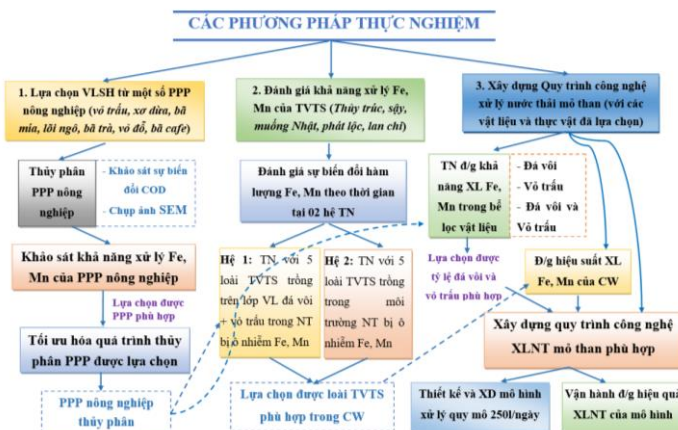 CÁC PHƯƠNG PHÁP THỰC NGHIỆM
1. Lựa chọn VLSH từ một số PPP
nông nghiệp (vỏ trấu, xơ dừa, bã
mía, lõi ngô, bã trà, vỏ đỗ, bã cafe)
Thủy phân
PPP nông
nghiệp
- Khảo sát sự biến
đổi COD
- Chụp ảnh SEM
Khảo sát khả năng xử lý Fe,
Mn của PPP nông nghiệp
Lựa chọn được
PPP phù hợp
Tối ưu hóa quá trình thủy
phân PPP được lựa chọn
PPP nông nghiệp
thủy phân
2. Đánh giá khả năng xử lý Fe,
Mn của TVTS (Thủy trúc, sậy,
muống Nhật, phát lộc, lan chi)
Đánh giá sự biến đổi hàm
lượng Fe, Mn theo thời gian
tại 02 hệ TN
Hệ 1: TN với 5
loài TVTS trồng
trên lớp VL đá vôi
+ vỏ trấu trong NT
bị ô nhiễm Fe, Mn
Hệ 2: TN với 5
loài TVTS trồng
trong môi
trường NT bị ô
nhiễm Fe, Mn
Lựa chọn được loài TVTS
phù hợp trong CW
3. Xây dựng Quy trình công nghệ
xử lý nước thải mỏ than (với các
vật liệu và thực vật đã lựa chọn)
TN đ/g khả
năng XL Fe,
Mn trong bể
lọc vật liệu
- Đá vôi
- Vỏ trấu
- Đá vôi và
Vỏ trấu
Lựa chọn được
tỷ lệ đá vôi và
vỏ trấu phù hợp
Đ/g hiệu suất XL
Fe, Mn của CW
Xây dựng quy trình công nghệ
XLNT mỏ than phù hợp
Thiết kế và XD mô hình
xử lý quy mô 250l/ngày
Vận hành đ/g hiệu quả
XLNT của mô hình